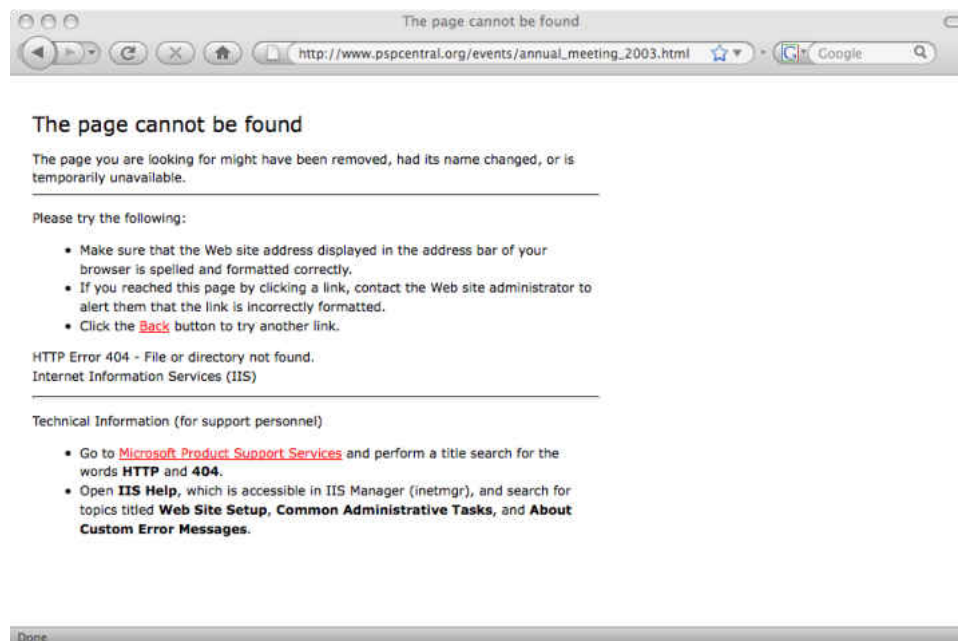 The page cannot be found
http://www.pspcentral.org/events/annual_meeting_2003.html
Google
The page cannot be found
The page you are looking for might have been removed, had its name changed, or is
temporarily unavailable.
Please try the following:
• Make sure that the Web site address displayed in the address bar of your
browser is spelled and formatted correctly.
• If you reached this page by clicking a link, contact the Web site administrator to
alert them that the link is incorrectly formatted.
• Click the Back button to try another link.
HTTP Error 404 - File or directory not found.
Internet Information Services (IIS)
Technical Information (for support personnel)
• Go to Microsoft Product Support Services and perform a title search for the
words HTTP and 404.
• Open IIS Help, which is accessible in IIS Manager (inetmgr), and search for
topics titled Web Site Setup, Common Administrative Tasks, and About
Custom Error Messages.
Done